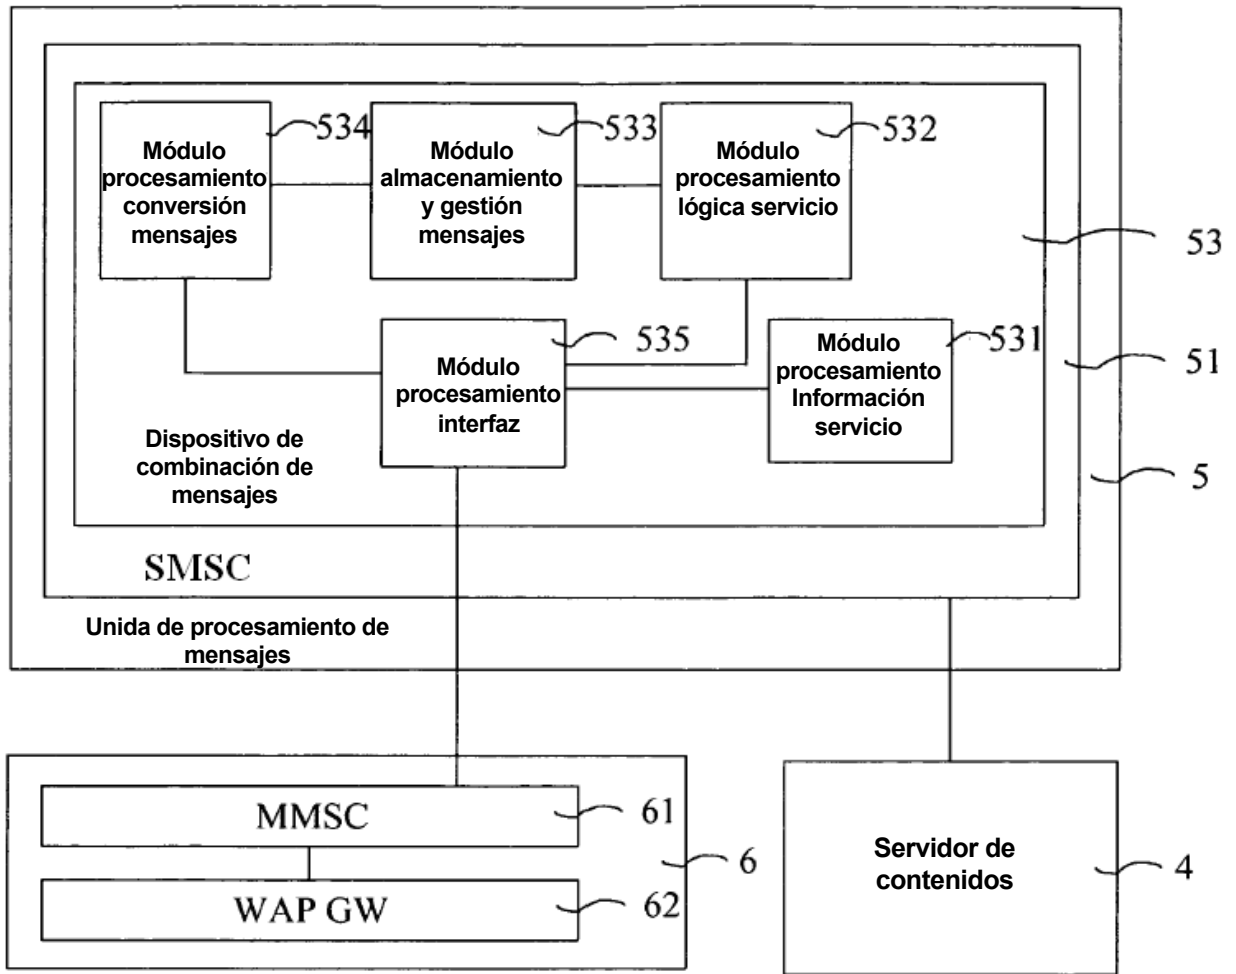 534
533
532
Módulo
procesamiento
conversión
mensajes
Módulo
almacenamiento
y gestión
mensajes
Módulo
procesamiento
lógica servicio
53
535
531
51
Módulo
procesamiento
interfaz
Módulo
procesamiento
Información
servicio
Dispositivo de
combinación de
mensajes
5
SMSC
Unida de procesamiento de
mensajes
MMSC
61
6
WAP GW
62
Servidor de
contenidos
4